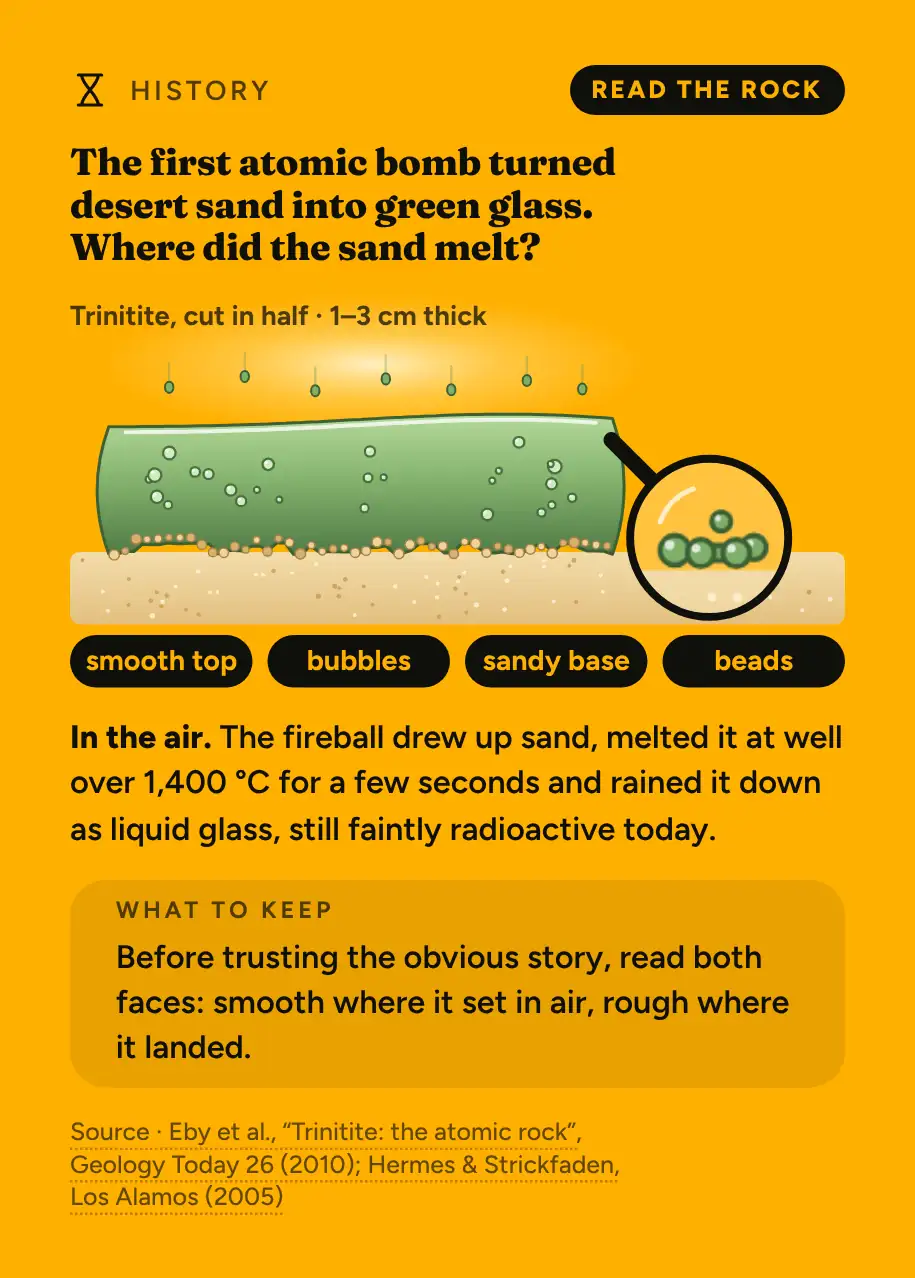 HISTORY
READ THE ROCK
The first atomic bomb turned
desert sand into green glass.
Where did the sand melt?
Trinitite, cut in half · 1–3 cm thick
smooth top
bubbles
sandy base
beads
In the air. The fireball drew up sand, melted it at well
over 1,400 °C for a few seconds and rained it down
as liquid glass, still faintly radioactive today.
WHAT TO KEEP
Before trusting the obvious story, read both
faces: smooth where it set in air, rough where
it landed.
Source · Eby et al., “Trinitite: the atomic rock”,
Geology Today 26 (2010); Hermes & Strickfaden,
Los Alamos (2005)